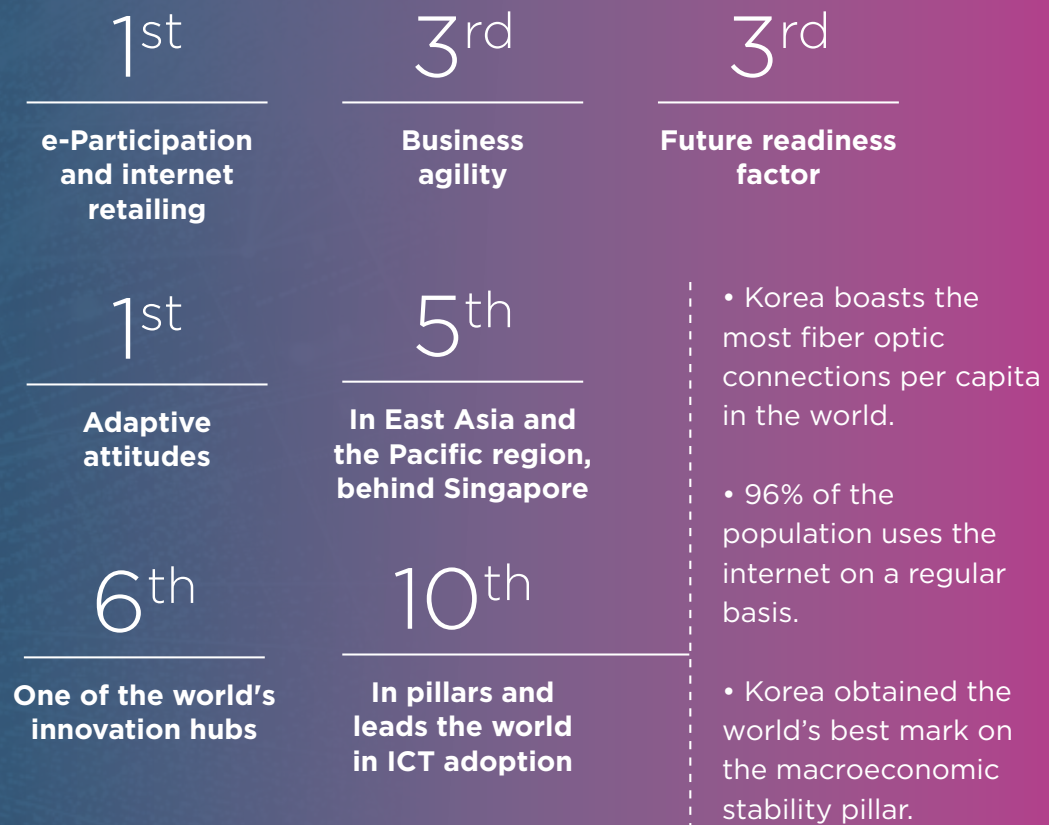 1st
e-Participation
and internet
retailing
3rd
Business
agility
3rd
Future readiness
factor
1st
Adaptive
attitudes
5th
In East Asia and
the Pacific region,
behind Singapore
6th
One of the world's
innovation hubs
10th
In pillars and
leads the world
in ICT adoption
• Korea boasts the
most fiber optic
connections per capita
in the world.
• 96% of the
population uses the
internet on a regular
basis.
• Korea obtained the
world’s best mark on
the macroeconomic
stability pillar.